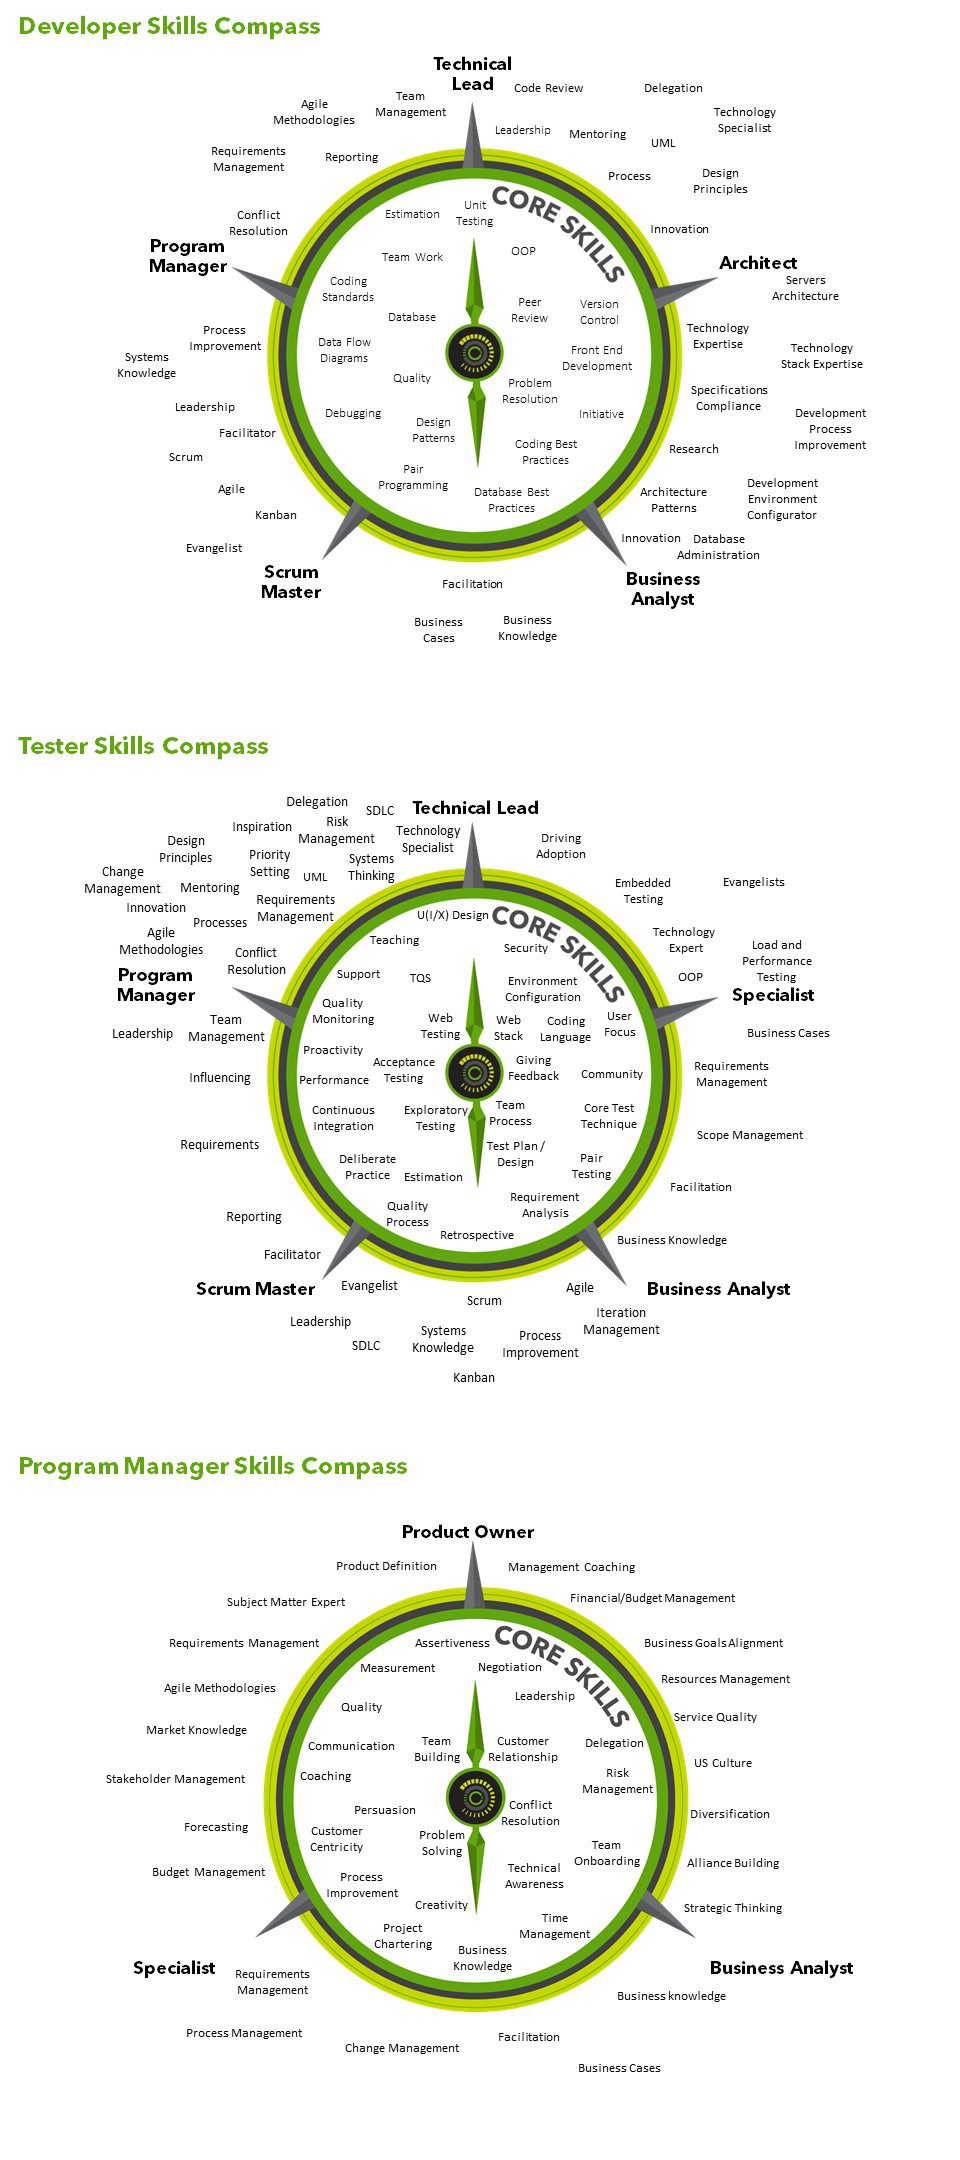 Developer Skills Compass
Technical
Lead
Code Review
Delegation
Team
Management
Agile
Methodologies
Technology
Specialist
Leadership
Mentoring
UML
Requirements
Management
Reporting
Process
Design
Principles
CORE SKILLS
Estimation
Unit
Testing
Conflict
Resolution
Innovation
Program
Manager
Team Work
OOP
Architect
Servers
Architecture
Coding
Standards
Peer
Review
Version
Control
Database
Process
Improvement
Technology
Expertise
Data Flow
Diagrams
Front End
Development
Technology
Stack Expertise
Systems
Knowledge
Quality
Problem
Resolution
Specifications
Compliance
Leadership
Debugging
Initiative
Development
Process
Improvement
Facilitator
Design
Patterns
Coding Best
Practices
Research
Scrum
Pair
Programming
Agile
Database Best
Practices
Architecture
Patterns
Development
Environment
Configurator
Kanban
Evangelist
Innovation
Database
Administration
Scrum
Master
Business
Analyst
Facilitation
Business
Cases
Business
Knowledge
Tester Skills Compass
Delegation
SDLC
Technical Lead
Inspiration
Risk
Management
Technology
Specialist
Driving
Adoption
Design
Principles
Priority
Setting
Systems
Thinking
UML
Change
Management
Mentoring
Embedded
Testing
Evangelists
Innovation
Requirements
Management
Processes
U(I/X) Design
CORE SKILLS
Agile
Methodologies
Teaching
Security
Technology
Expert
Load and
Performance
Testing
Conflict
Resolution
Support
TQS
OOP
Program
Manager
Environment
Configuration
Specialist
Quality
Monitoring
Web
Testing
Web
Stack
Coding
Language
User
Focus
Leadership
Team
Management
Business Cases
Proactivity
Acceptance
Testing
Giving
Feedback
Community
Requirements
Management
Influencing
Performance
Continuous
Integration
Exploratory
Testing
Team
Process
Core Test
Technique
Requirements
Scope Management
Test Plan /
Design
Deliberate
Practice
Estimation
Pair
Testing
Facilitation
Requirement
Analysis
Quality
Process
Reporting
Retrospective
Business Knowledge
Facilitator
Scrum Master
Evangelist
Agile
Business Analyst
Scrum
Leadership
Iteration
Management
SDLC
Systems
Knowledge
Process
Improvement
Kanban
Program Manager Skills Compass
Product Owner
Product Definition
Management Coaching
Subject Matter Expert
Financial/Budget Management
Requirements Management
Assertiveness
CORE SKILLS
Business Goals Alignment
Measurement
Negotiation
Resources Management
Agile Methodologies
Leadership
Quality
Service Quality
Market Knowledge
Communication
Team
Building
Customer
Relationship
Delegation
US Culture
Stakeholder Management
Coaching
Risk
Management
Persuasion
Conflict
Resolution
Diversification
Forecasting
Customer
Centricity
Problem
Solving
Team
Onboarding
Alliance Building
Budget Management
Process
Improvement
Technical
Awareness
Creativity
Strategic Thinking
Project
Chartering
Time
Management
Business
Knowledge
Specialist
Requirements
Management
Business Analyst
Business knowledge
Process Management
Change Management
Facilitation
Business Cases